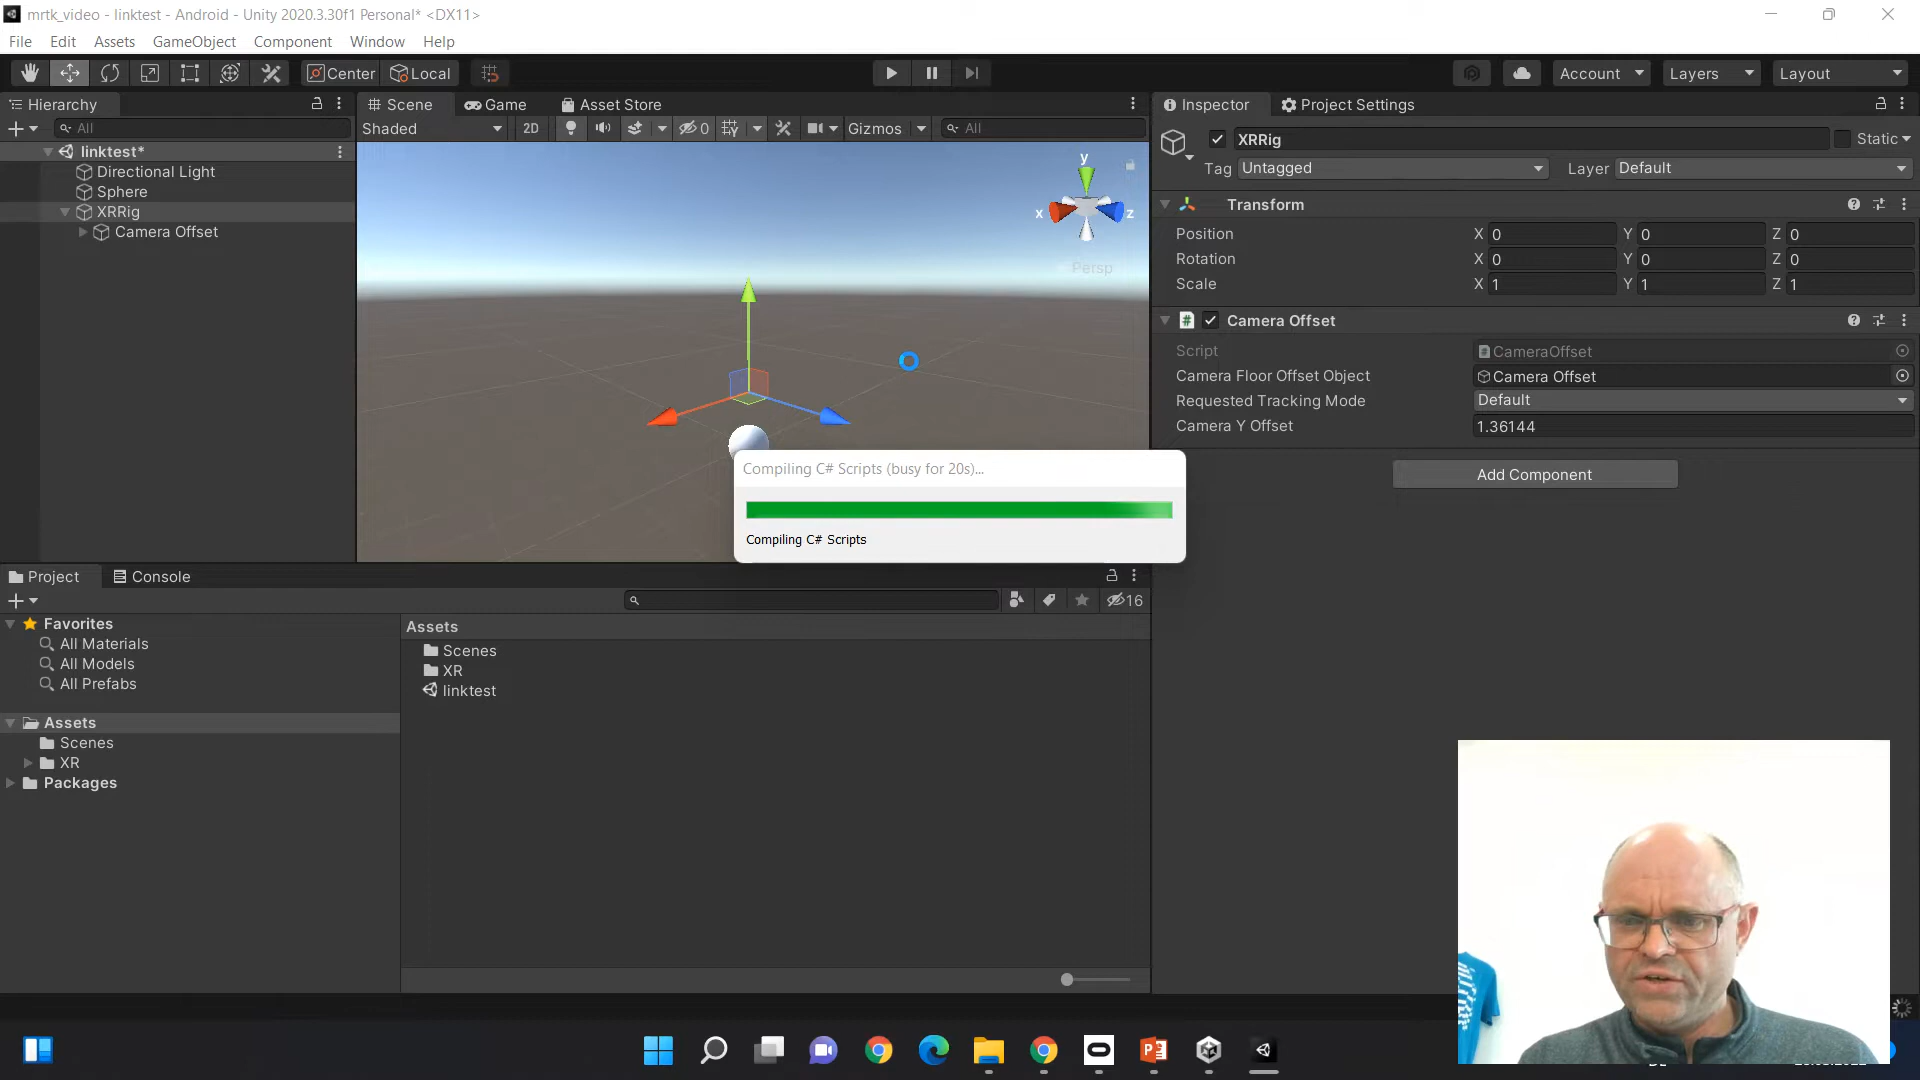 mrtk_video - linktest - Android - Unity 2020.3.30f1 Personal* <DX11>
File Edit Assets GameObject Component Window Help
Center Local Account Layers Layout
Hierarchy
All
linktest*
Directional Light
Sphere
XRRig
Camera Offset
Scene Game Asset Store
Shaded 2D 0 Gizmos All
y
x z
Persp
Inspector Project Settings
XRRig Static
Tag Untagged Layer Default
Transform
Position X 0 Y 0 Z 0
Rotation X 0 Y 0 Z 0
Scale X 1 Y 1 Z 1
# Camera Offset
Script CameraOffset
Camera Floor Offset Object Camera Offset
Requested Tracking Mode Default
Camera Y Offset 1.36144
Add Component
Compiling C# Scripts (busy for 20s)...
Compiling C# Scripts
Project Console
16
Favorites
All Materials
All Models
All Prefabs
Assets
Scenes
XR
Packages
Assets
Scenes
XR
linktest